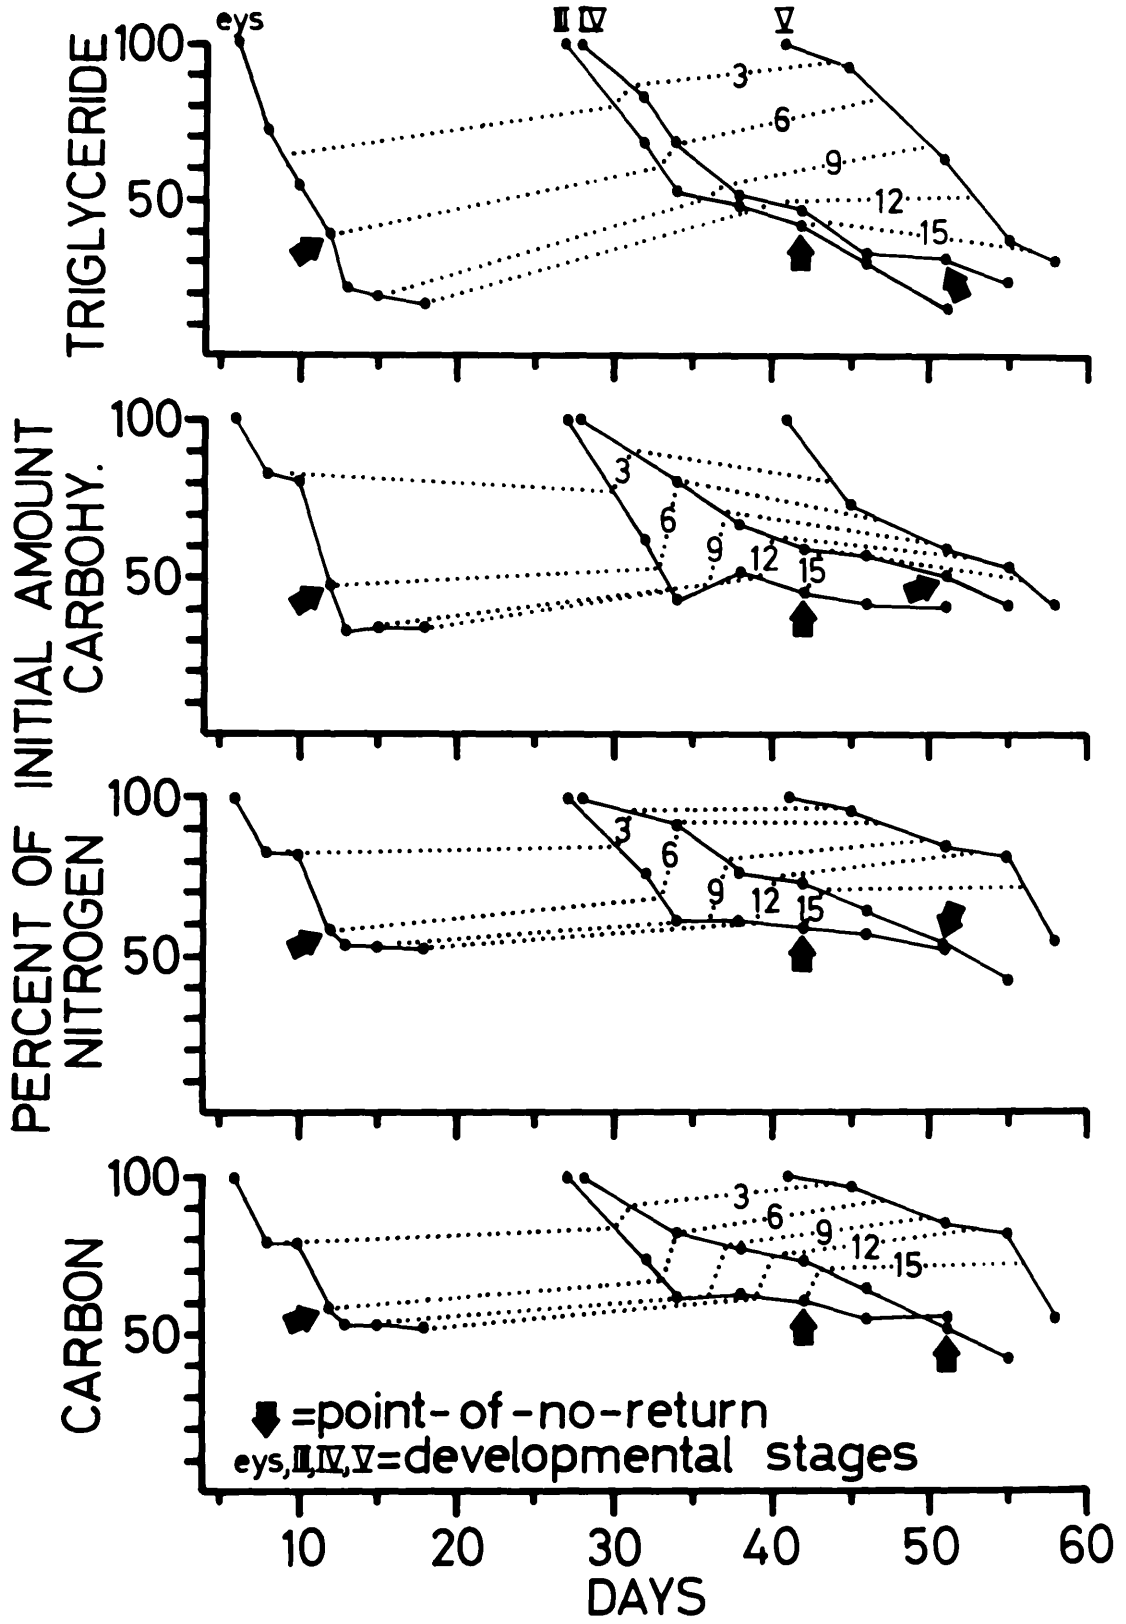 eys II IV V
TRIGLYCERIDE
100
50
3
6
9
12
15
PERCENT OF INITIAL AMOUNT
CARBOHY.
100
50
3
6
9
12
15
NITROGEN
100
50
3
6
9
12
15
CARBON
100
50
3
6
9
12
15
=point-of-no-return
eys,II,IV,V=developmental stages
10 20 30 40 50 60
DAYS